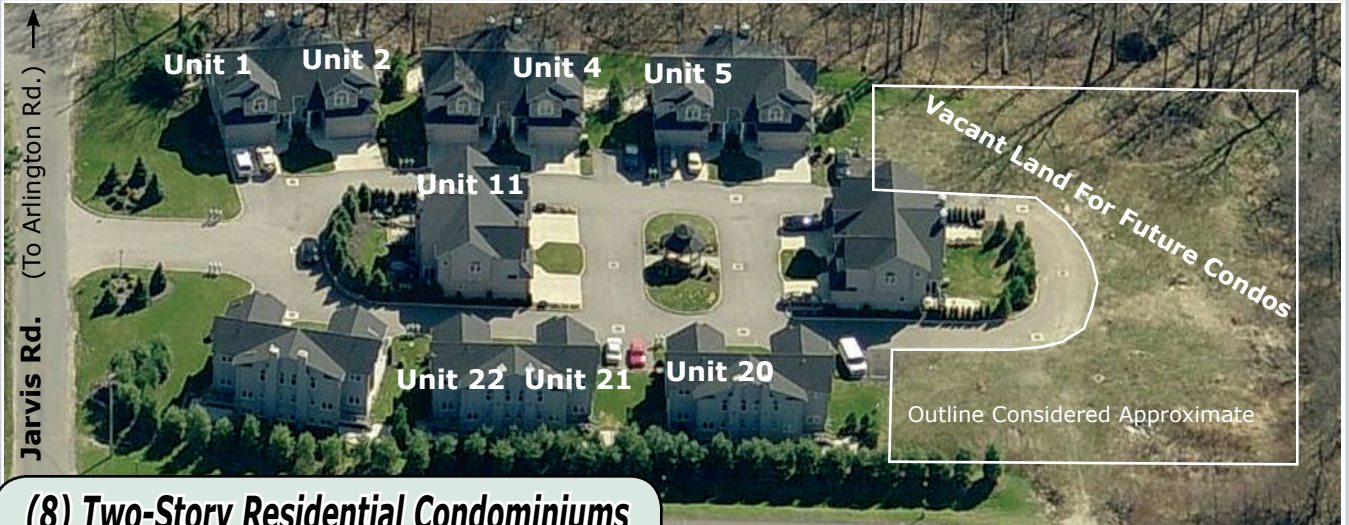 Jarvis Rd. (To Arlington Rd.)
Unit 1
Unit 2
Unit 4
Unit 5
Unit 11
Vacant Land For Future Condos
Unit 22
Unit 21
Unit 20
Outline Considered Approximate
(8) Two-Story Residential Condominiums